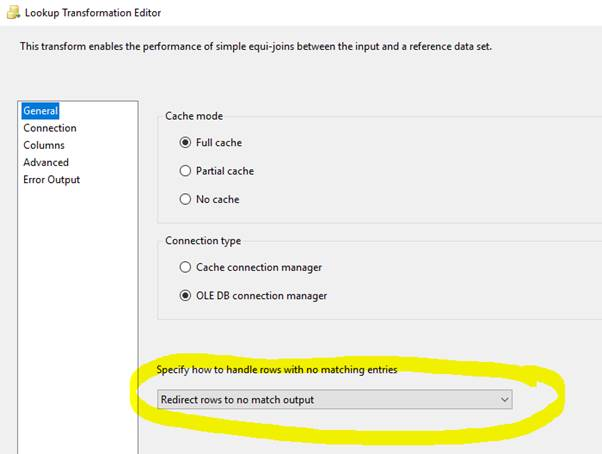 Lookup Transformation Editor
This transform enables the performance of simple equi-joins between the input and a reference data set.
General
Connection
Columns
Advanced
Error Output
Cache mode
Full cache
Partial cache
No cache
Connection type
Cache connection manager
OLE DB connection manager
Specify how to handle rows with no matching entries
Redirect rows to no match output